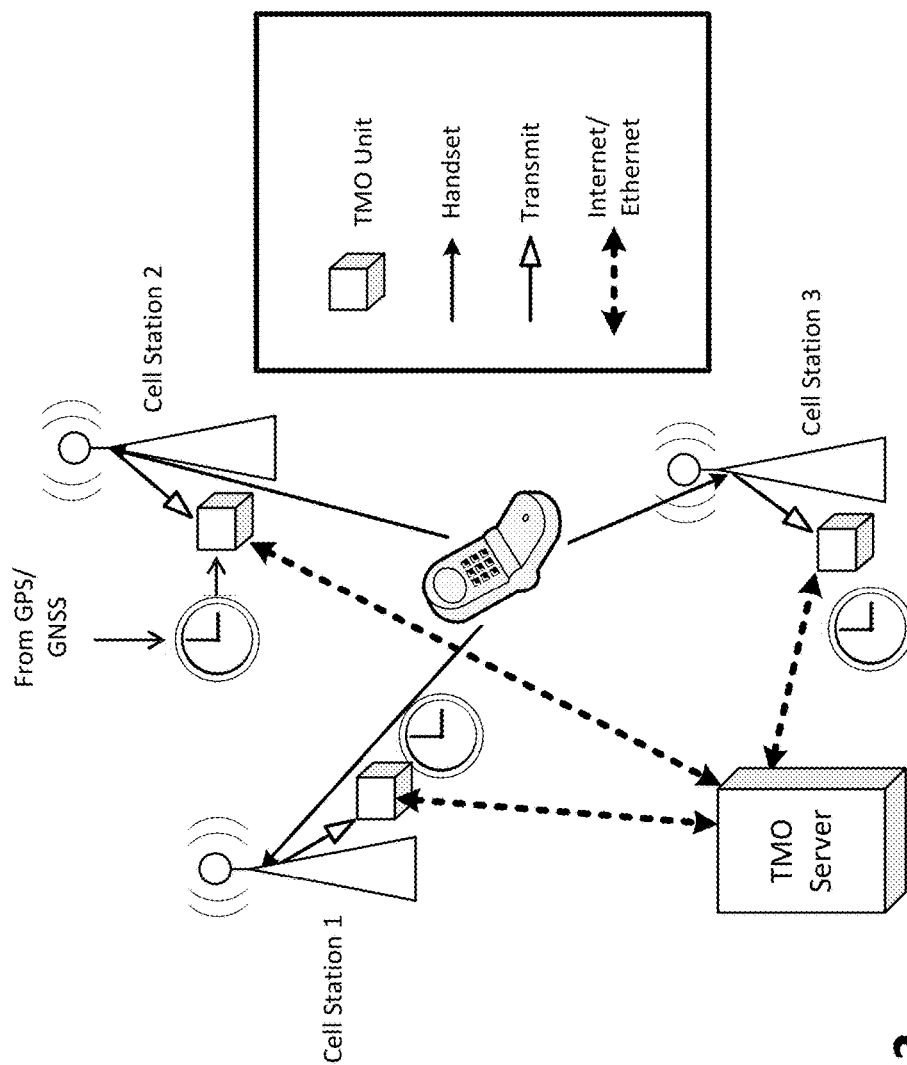 From GPS/
GNSS
Cell Station 2
Cell Station 1
Cell Station 3
TMO
Server
TMO Unit
Handset
Transmit
Internet/
Ethernet